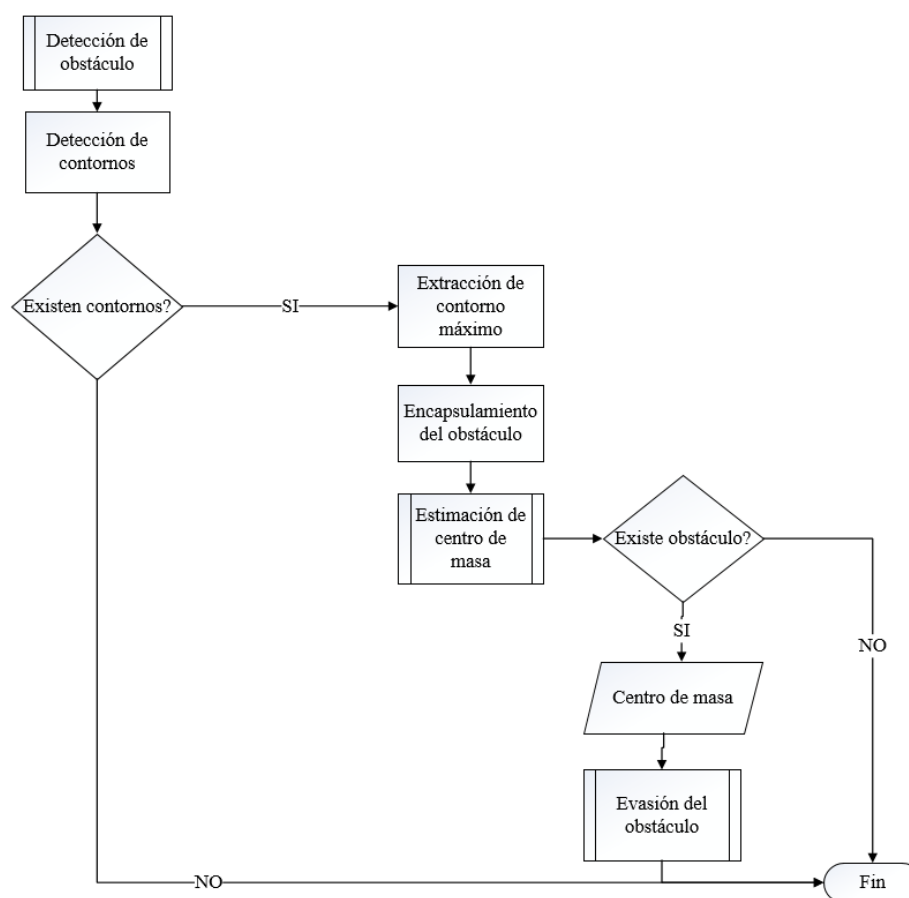 Detección de
obstáculo
Detección de
contornos
Existen contornos?
SI
Extracción de
contorno
máximo
Encapsulamiento
del obstáculo
Estimación de
centro de
masa
Existe obstáculo?
SI
NO
Centro de masa
Evasión del
obstáculo
NO
Fin